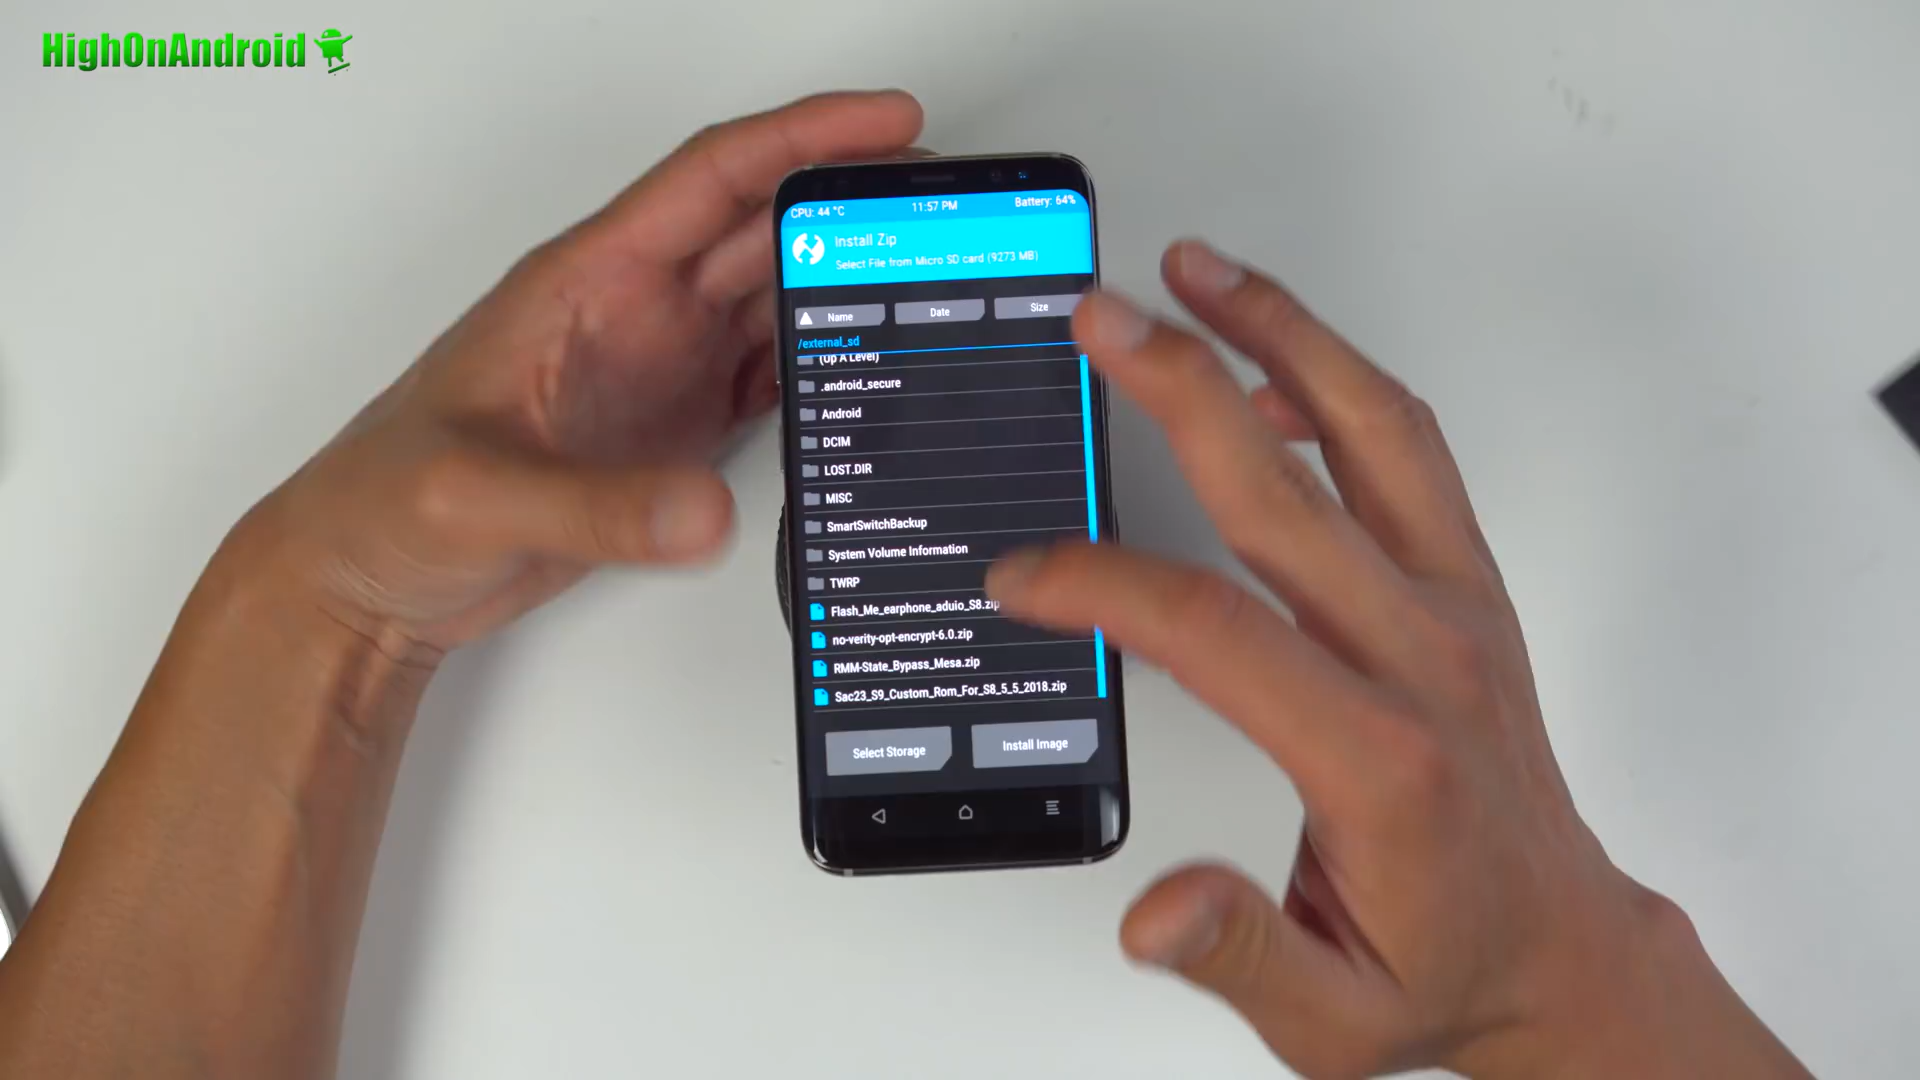 HighOnAndroid
CPU: 44 °C
11:57 PM
Battery: 64%
Install Zip
Select File from Micro SD card (9273 MB)
Name
Date
Size
/external_sd
(Up A Level)
.android_secure
Android
DCIM
LOST.DIR
MISC
SmartSwitchBackup
System Volume Information
TWRP
Flash_Me_earphone_aduio_S8.zip
no-verity-opt-encrypt-6.0.zip
RMM-State_Bypass_Mesa.zip
Sac23_S9_Custom_Rom_For_S8_5_5_2018.zip
Select Storage
Install Image